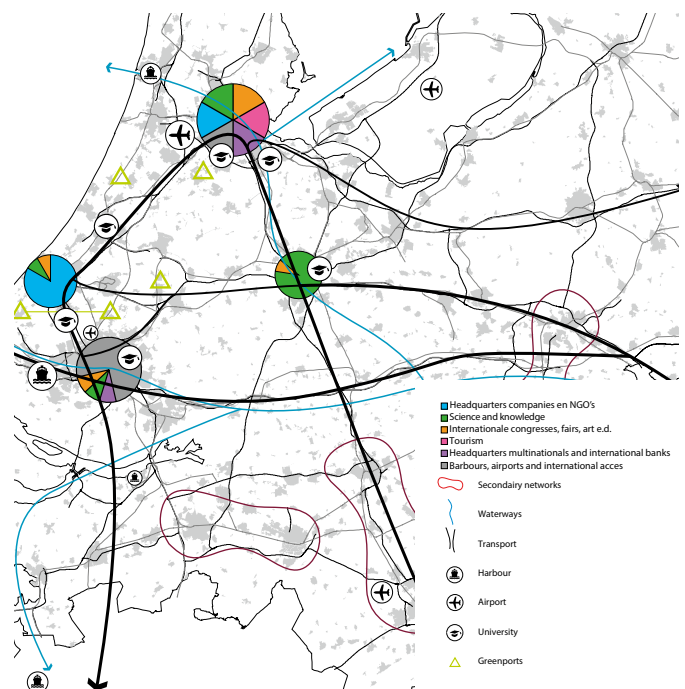 Headquarters companies en NGO's
Science and knowledge
Internationale congresses, fairs, art e.d.
Tourism
Headquarters multinationals and international banks
Barbours, airports and international acces
Secondairy networks
Waterways
Transport
Harbour
Airport
University
Greenports